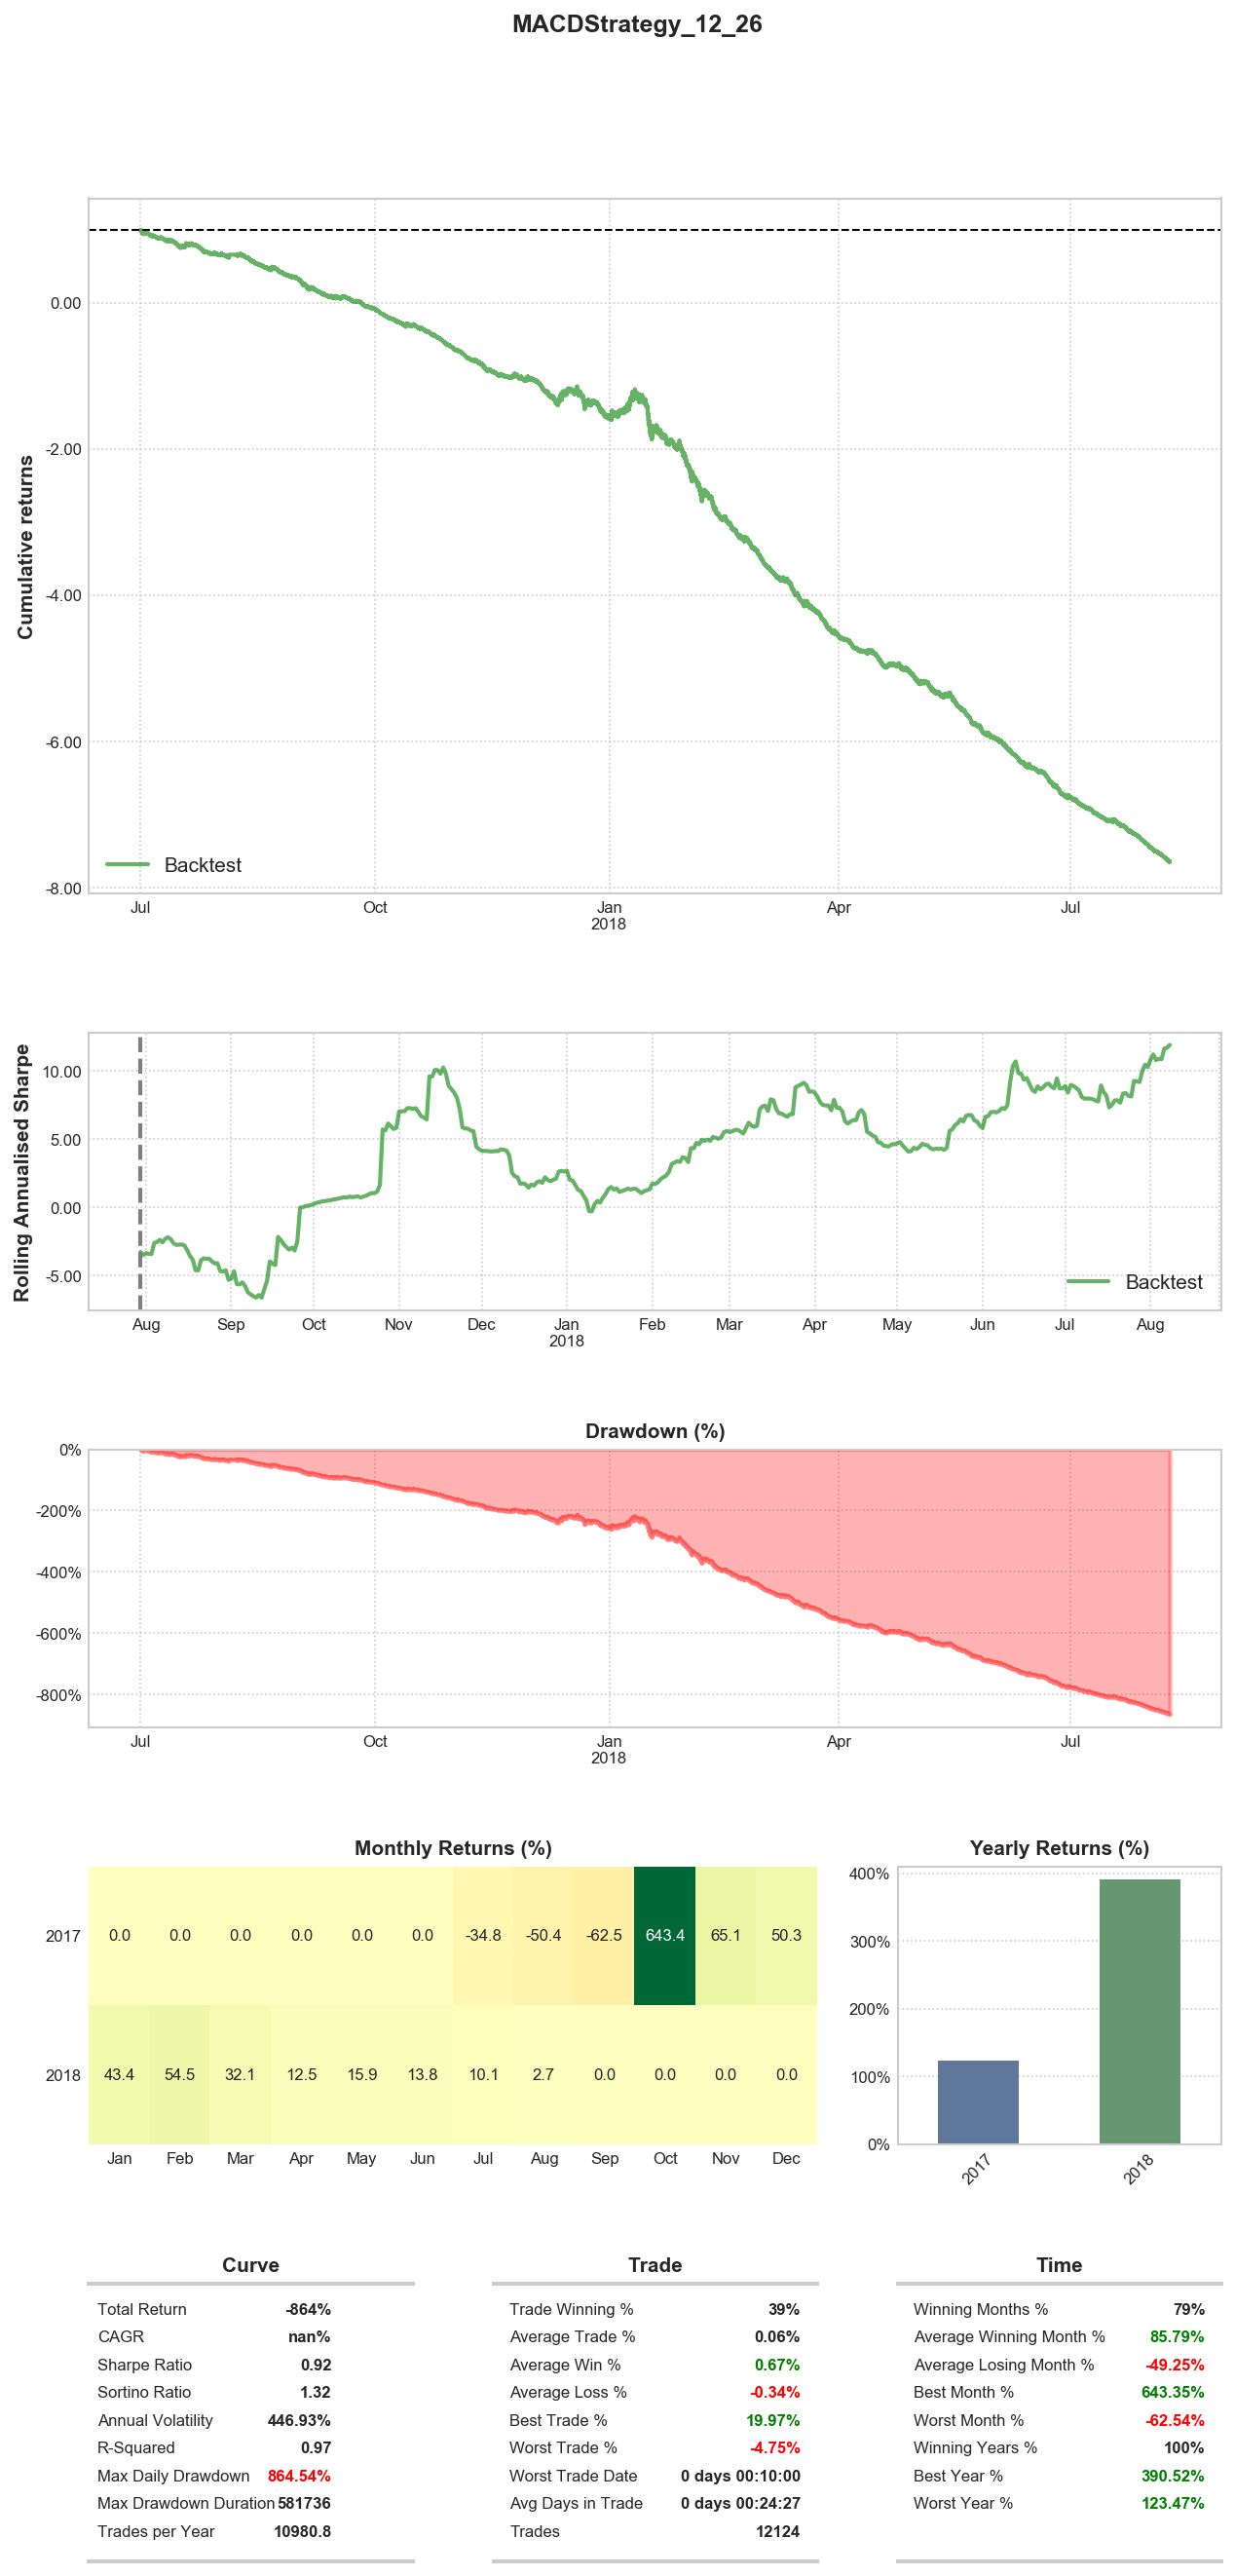 MACDStrategy_12_26
Cumulative returns
0.00
-2.00
-4.00
-6.00
-8.00
Backtest
Jul Oct Jan Apr Jul
2018
Rolling Annualised Sharpe
10.00
5.00
0.00
-5.00
Backtest
Aug Sep Oct Nov Dec Jan Feb Mar Apr May Jun Jul Aug
2018
Drawdown (%)
0%
-200%
-400%
-600%
-800%
Jul Oct Jan Apr Jul
2018
Monthly Returns (%)
2017 0.0 0.0 0.0 0.0 0.0 0.0 -34.8 -50.4 -62.5 643.4 65.1 50.3
2018 43.4 54.5 32.1 12.5 15.9 13.8 10.1 2.7 0.0 0.0 0.0 0.0
Jan Feb Mar Apr May Jun Jul Aug Sep Oct Nov Dec
Yearly Returns (%)
400%
300%
200%
100%
0%
2017 2018
Curve
Total Return -864%
CAGR nan%
Sharpe Ratio 0.92
Sortino Ratio 1.32
Annual Volatility 446.93%
R-Squared 0.97
Max Daily Drawdown 864.54%
Max Drawdown Duration 581736
Trades per Year 10980.8
Trade
Trade Winning % 39%
Average Trade % 0.06%
Average Win % 0.67%
Average Loss % -0.34%
Best Trade % 19.97%
Worst Trade % -4.75%
Worst Trade Date 0 days 00:10:00
Avg Days in Trade 0 days 00:24:27
Trades 12124
Time
Winning Months % 79%
Average Winning Month % 85.79%
Average Losing Month % -49.25%
Best Month % 643.35%
Worst Month % -62.54%
Winning Years % 100%
Best Year % 390.52%
Worst Year % 123.47%